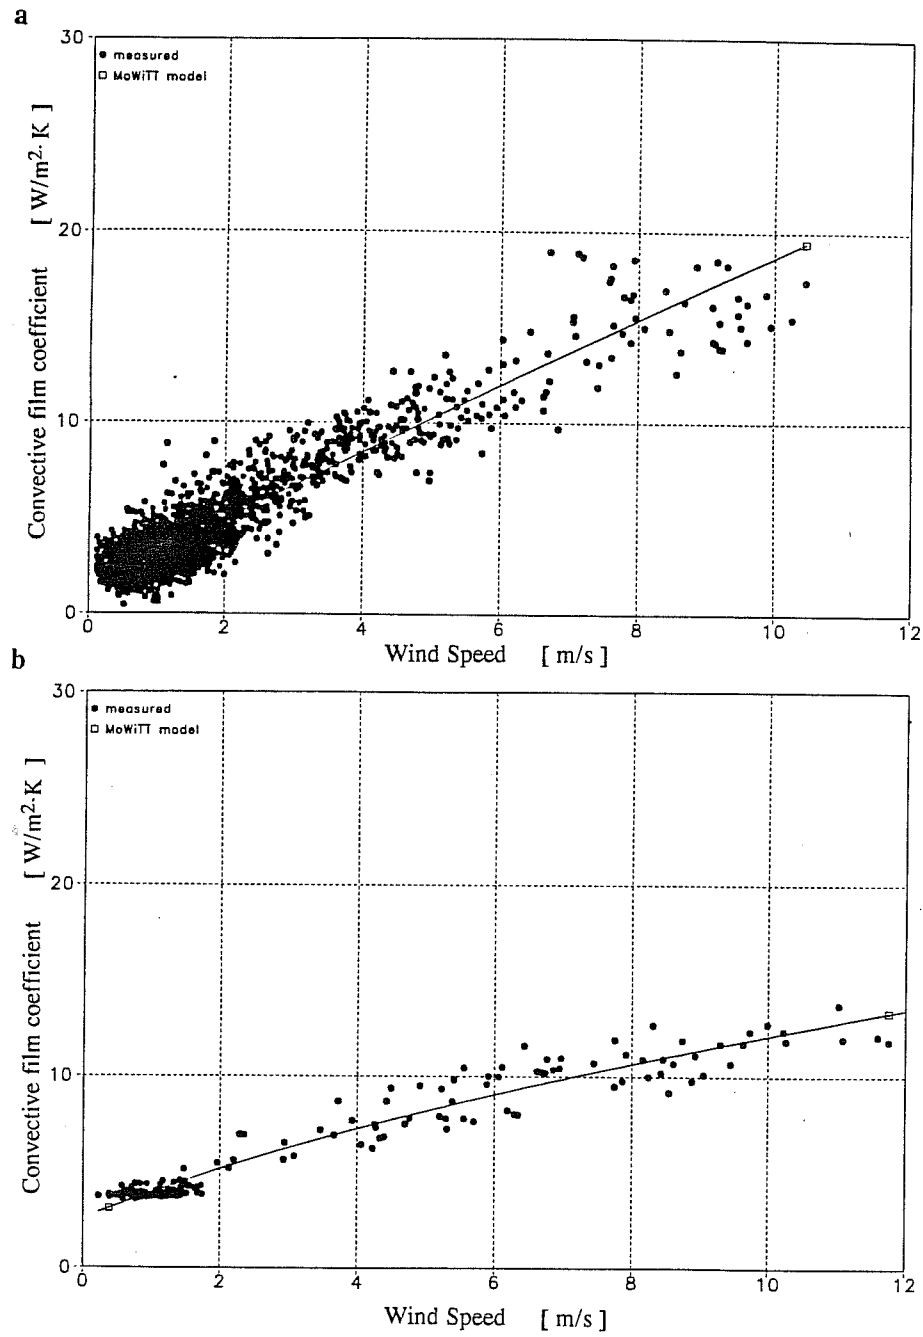 a
30
measured
MoWiTT model
20
10
0
Convective film coefficient [ W/m²·K ]
0 2 4 6 8 10 12
Wind Speed [ m/s ]
b
30
measured
MoWiTT model
20
10
0
Convective film coefficient [ W/m²·K ]
0 2 4 6 8 10 12
Wind Speed [ m/s ]